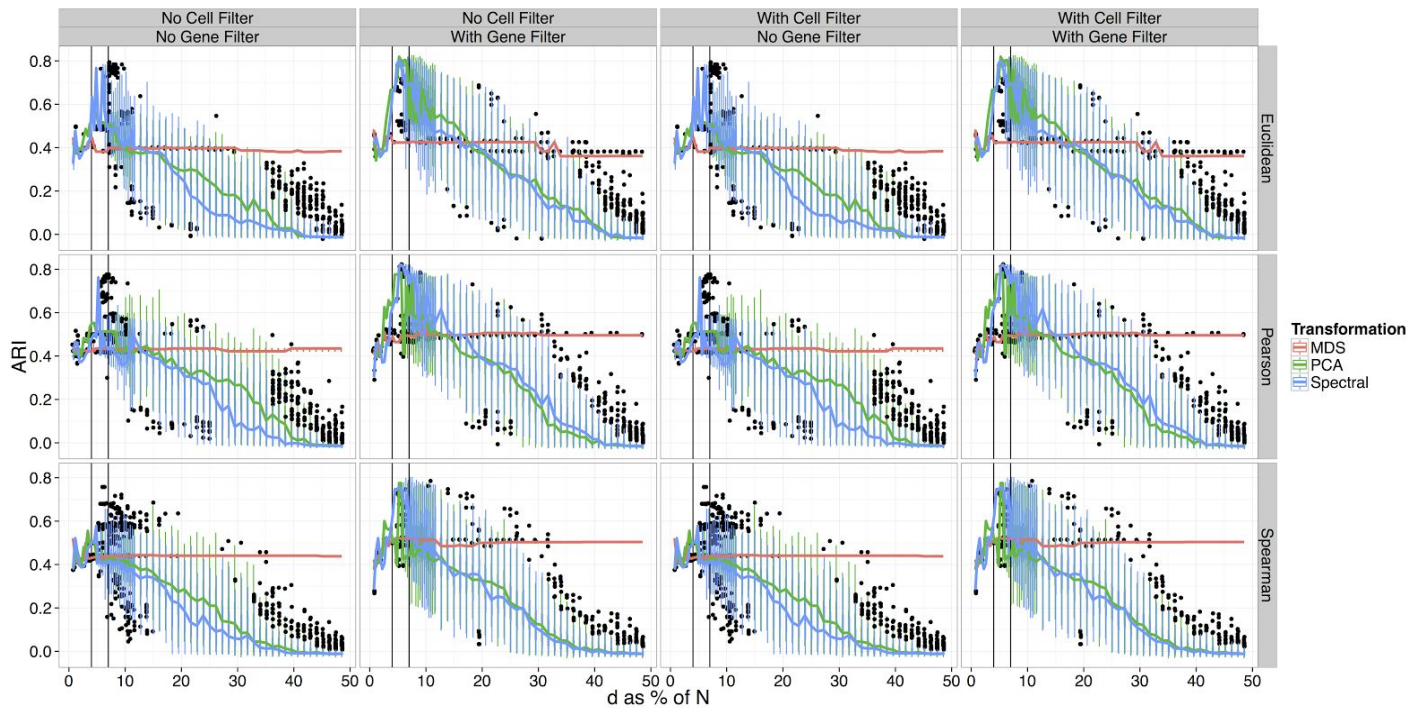 No Cell Filter No Cell Filter With Cell Filter With Cell Filter
No Gene Filter With Gene Filter No Gene Filter With Gene Filter
0.8
0.6
0.4
0.2
0.0
Euclidean
0.8
0.6
0.4
0.2
0.0
ARI
Pearson
Transformation
MDS
PCA
Spectral
0.8
0.6
0.4
0.2
0.0
Spearman
0 10 20 30 40 50 0 10 20 30 40 50 0 10 20 30 40 50 0 10 20 30 40 50
d as % of N